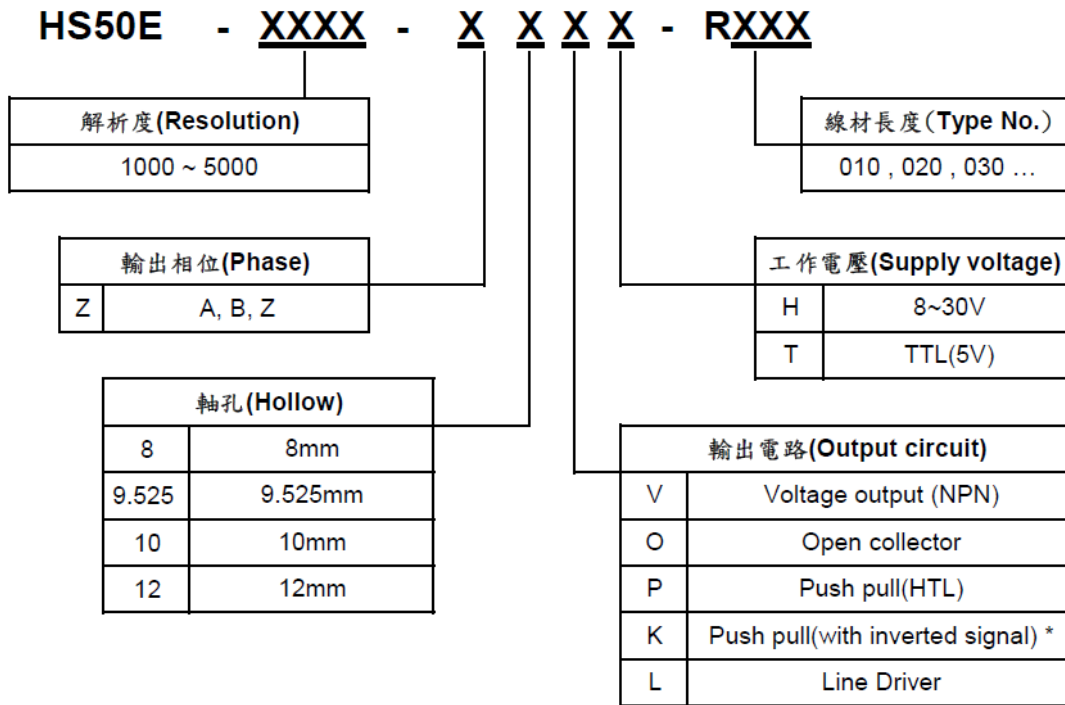 HS50E - XXXX - X X X X - RXXX
解析度(Resolution)
1000 ~ 5000
線材長度(Type No.)
010 , 020 , 030 ...
輸出相位(Phase)
Z A, B, Z
工作電壓(Supply voltage)
H 8~30V
T TTL(5V)
軸孔(Hollow)
8 8mm
9.525 9.525mm
10 10mm
12 12mm
輸出電路(Output circuit)
V Voltage output (NPN)
O Open collector
P Push pull(HTL)
K Push pull(with inverted signal) *
L Line Driver